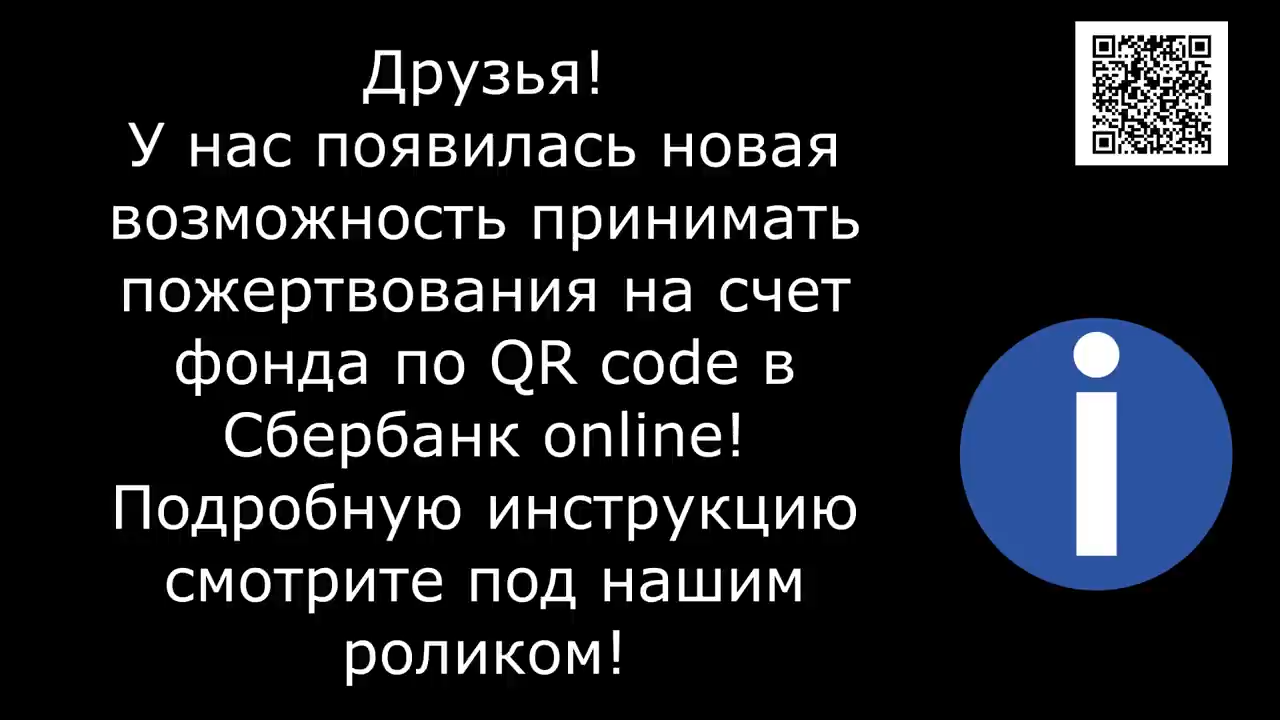 Друзья!
У нас появилась новая
возможность принимать
пожертвования на счет
фонда по QR code в
Сбербанк online!
Подробную инструкцию
смотрите под нашим
роликом!